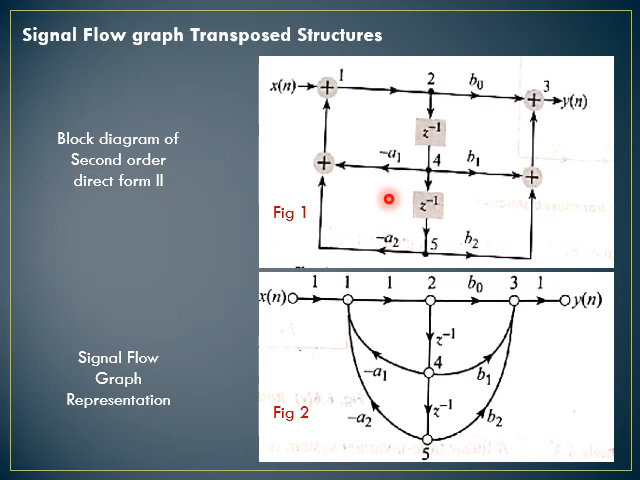 Signal Flow graph Transposed Structures
Block diagram of
Second order
direct form II
x(n)
1
2
b₀
3
y(n)
z⁻¹
−a₁
4
b₁
z⁻¹
−a₂
5
b₂
Fig 1
Signal Flow
Graph
Representation
1 1 1 2 b₀ 3 1
x(n)
y(n)
z⁻¹
−a₁
4
b₁
z⁻¹
−a₂
b₂
5
Fig 2